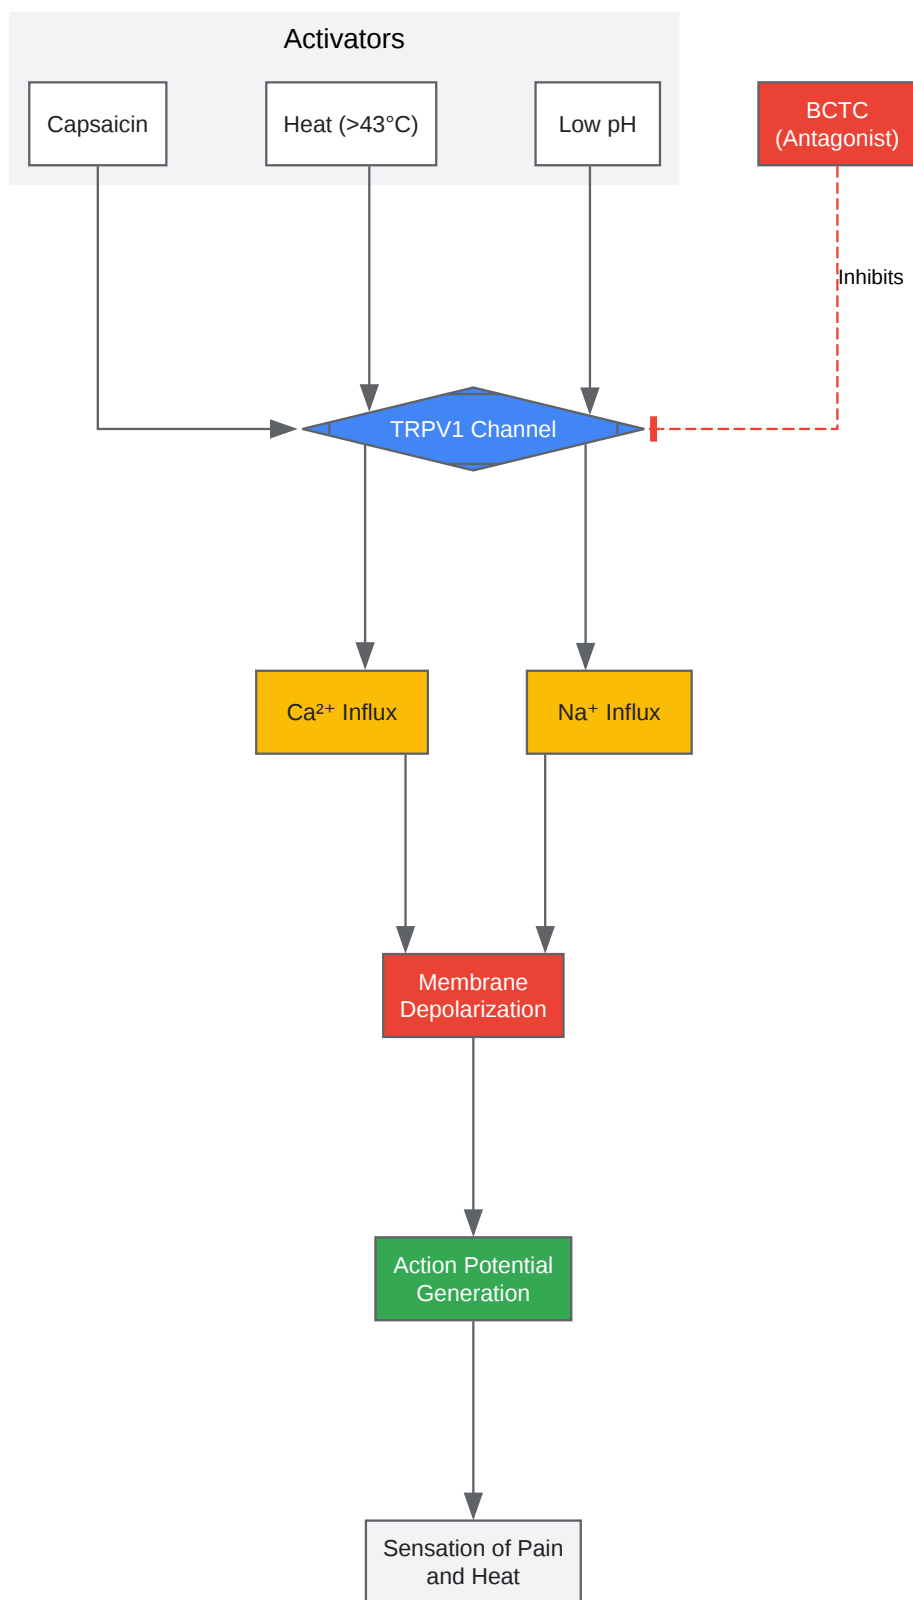 Activators
Capsaicin
Heat (>43°C)
Low pH
BCTC
(Antagonist)
Inhibits
TRPV1 Channel
Ca²⁺ Influx
Na⁺ Influx
Membrane
Depolarization
Action Potential
Generation
Sensation of Pain
and Heat